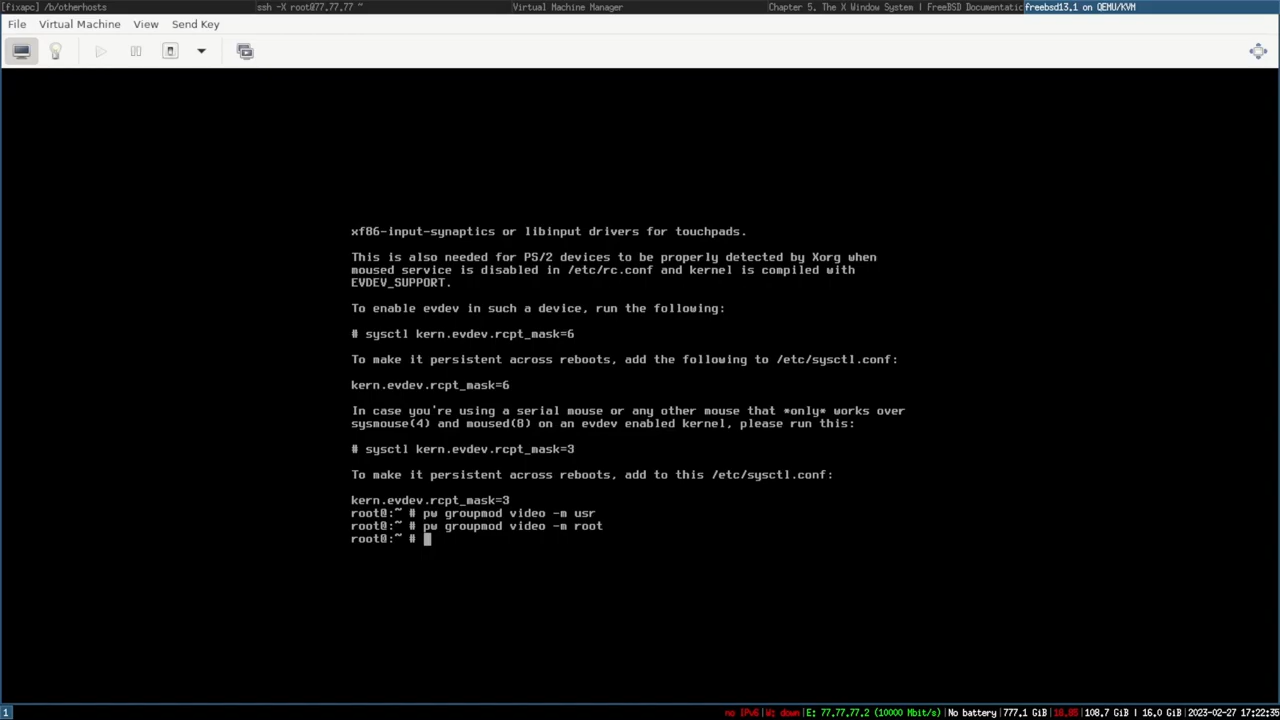 [fixapc] /b/otherhosts
ssh -X root@77.77.77 ~
Virtual Machine Manager
Chapter 5. The X Window System | FreeBSD Documentatic
freebsd13.1 on QEMU/KVM
File Virtual Machine View Send Key
xf86-input-synaptics or libinput drivers for touchpads.
This is also needed for PS/2 devices to be properly detected by Xorg when
moused service is disabled in /etc/rc.conf and kernel is compiled with
EVDEV_SUPPORT.
To enable evdev in such a device, run the following:
# sysctl kern.evdev.rcpt_mask=6
To make it persistent across reboots, add the following to /etc/sysctl.conf:
kern.evdev.rcpt_mask=6
In case you're using a serial mouse or any other mouse that *only* works over
sysmouse(4) and moused(8) on an evdev enabled kernel, please run this:
# sysctl kern.evdev.rcpt_mask=3
To make it persistent across reboots, add to this /etc/sysctl.conf:
kern.evdev.rcpt_mask=3
root@:~ # pw groupmod video -m usr
root@:~ # pw groupmod video -m root
root@:~ #
1
no IPv6|W: down|E: 77.77.77.2 (10000 Mbit/s)|No battery|777.1 GiB|18.05|108.7 GiB | 16.0 GiB|2023-02-27 17:22:35